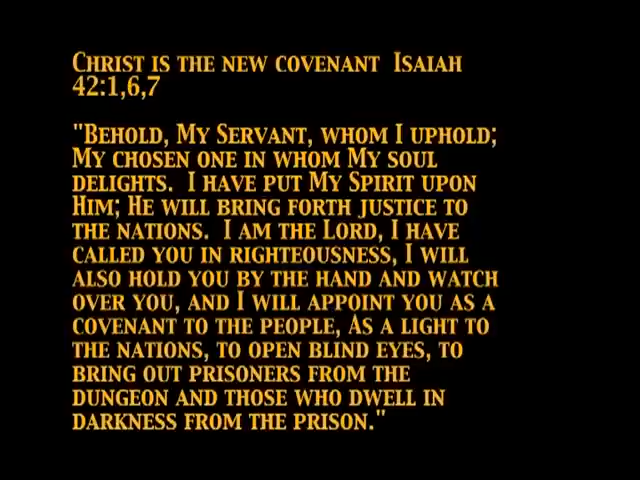 Christ is the new covenant  Isaiah
42:1,6,7
"Behold, My Servant, whom I uphold;
My chosen one in whom My soul
delights.  I have put My Spirit upon
Him; He will bring forth justice to
the nations.  I am the Lord, I have
called you in righteousness, I will
also hold you by the hand and watch
over you, and I will appoint you as a
covenant to the people, As a light to
the nations, to open blind eyes, to
bring out prisoners from the
dungeon and those who dwell in
darkness from the prison."